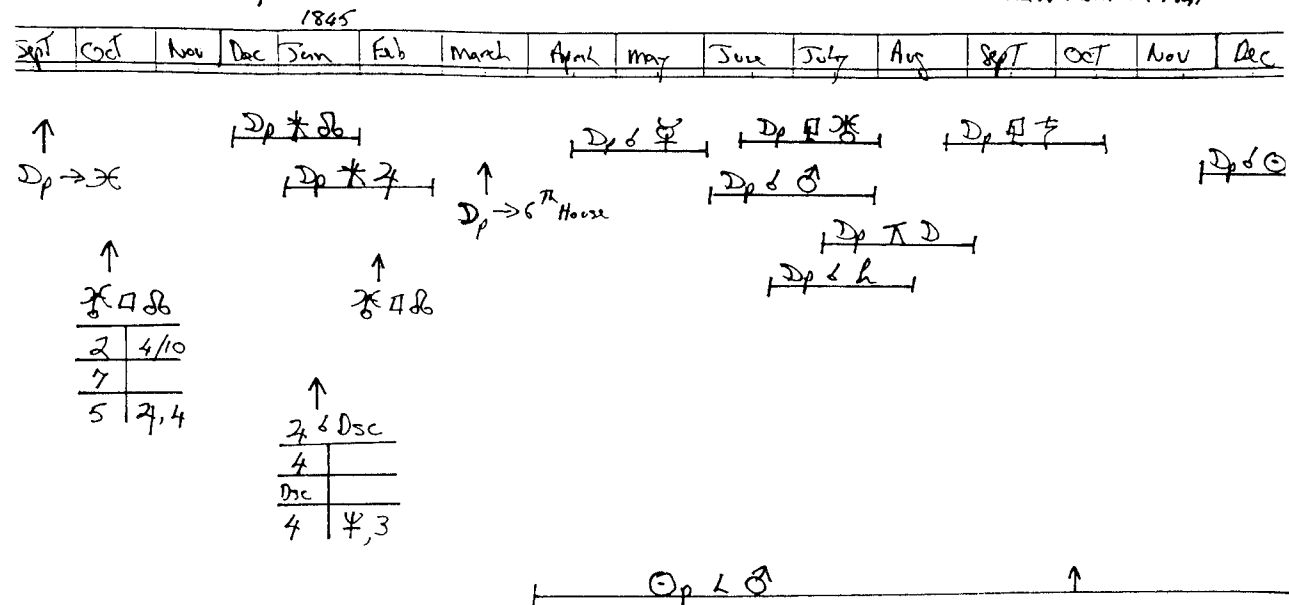 1845
Sept Oct Nov Dec Jan Feb March April May June July Aug Sept Oct Nov Dec
☽p ⚹ ☊
☽p ☌ ☿
☽p □ ♅
☽p □ ♄
☽p → ♓
☽p ⚹ ♃
☽p → 6th House
☽p ☌ ♂
☽p ☌ ☉
☽p ⚻ ☽
♅ □ ☊
♅ □ ☊
2 4/10
7
5 ♃, 4
♃ ☌ Dsc
4
Dsc
4 ♆, 3
☉p ∠ ♂